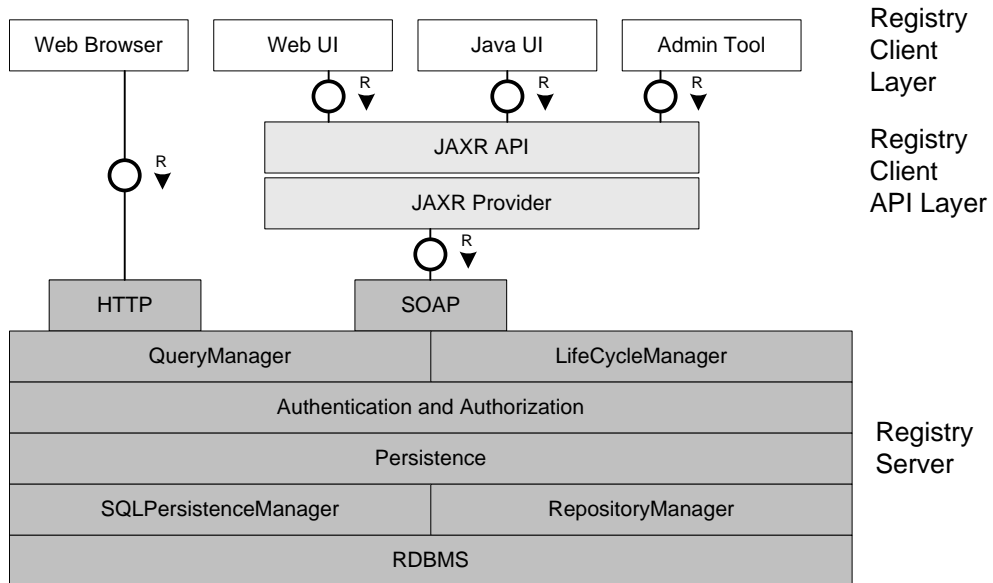 Web Browser
Web UI
Java UI
Admin Tool
Registry
Client
Layer
R
R
R
JAXR API
Registry
Client
API Layer
R
JAXR Provider
R
HTTP
SOAP
QueryManager
LifeCycleManager
Authentication and Authorization
Persistence
Registry
Server
SQLPersistenceManager
RepositoryManager
RDBMS